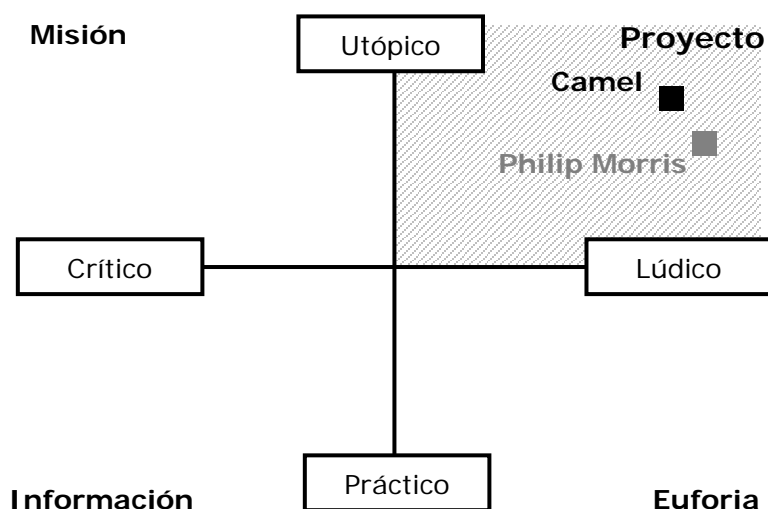 Misión
Utópico
Proyecto
Camel
Philip Morris
Crítico
Lúdico
Práctico
Información
Euforia